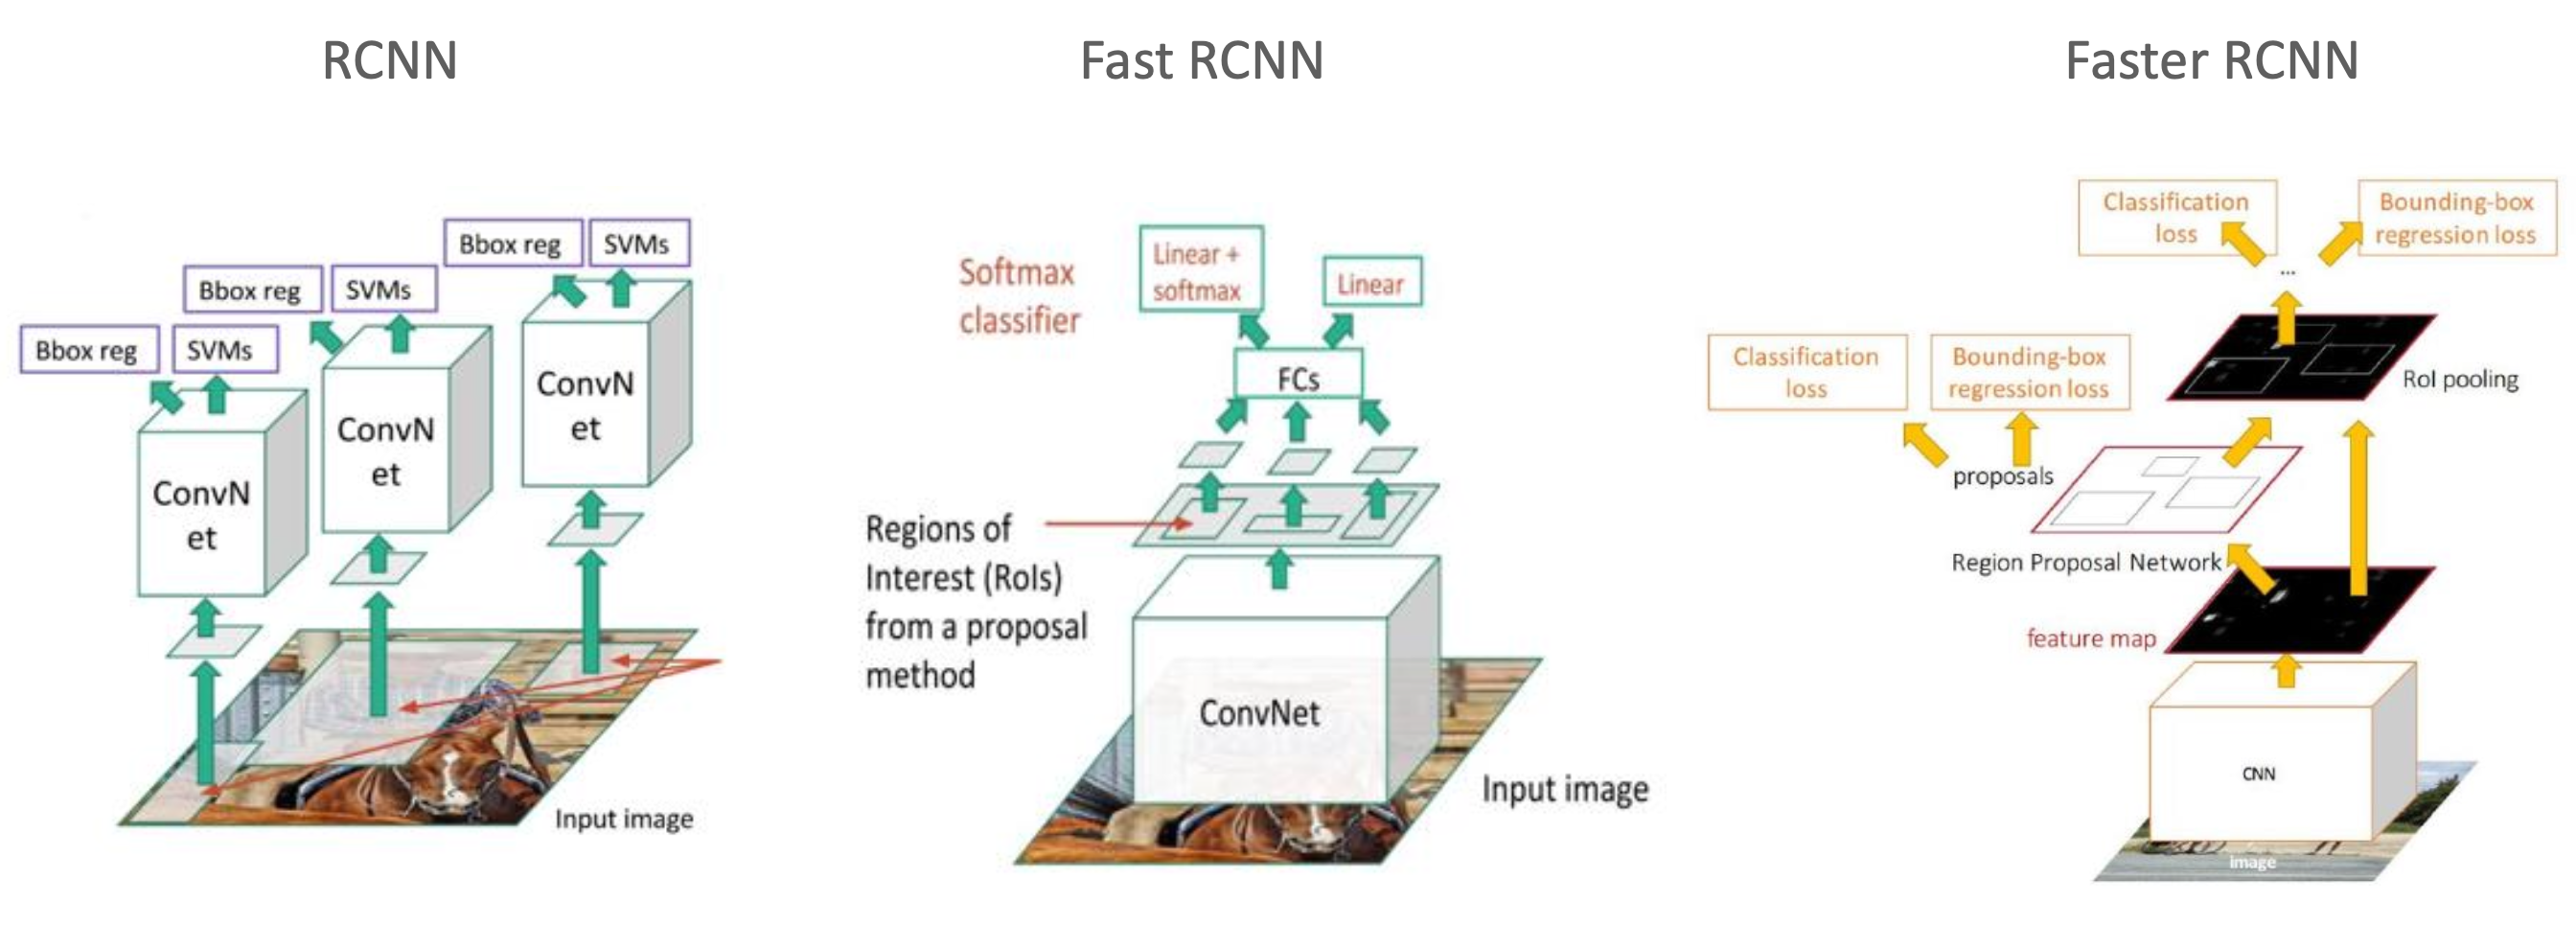 RCNN
Bbox reg
SVMs
Bbox reg
SVMs
Bbox reg
SVMs
ConvN
et
ConvN
et
ConvN
et
Input image
Fast RCNN
Softmax
classifier
Linear +
softmax
Linear
FCs
Regions of
Interest (RoIs)
from a proposal
method
ConvNet
Input image
Faster RCNN
Classification
loss
Bounding-box
regression loss
...
Classification
loss
Bounding-box
regression loss
RoI pooling
proposals
Region Proposal Network
feature map
CNN
image